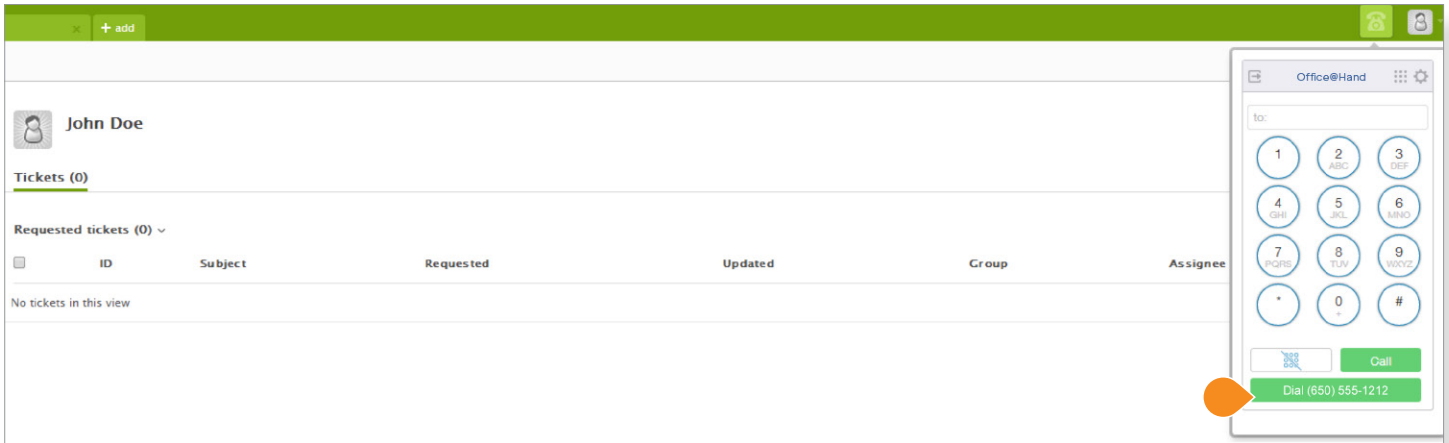 × + add
John Doe
Tickets (0)
Requested tickets (0)
ID Subject Requested Updated Group Assignee
No tickets in this view
Office@Hand
to:
1 2 3
ABC DEF
4 5 6
GHI JKL MNO
7 8 9
PQRS TUV WXYZ
* 0 #
+
Call
Dial (650) 555-1212